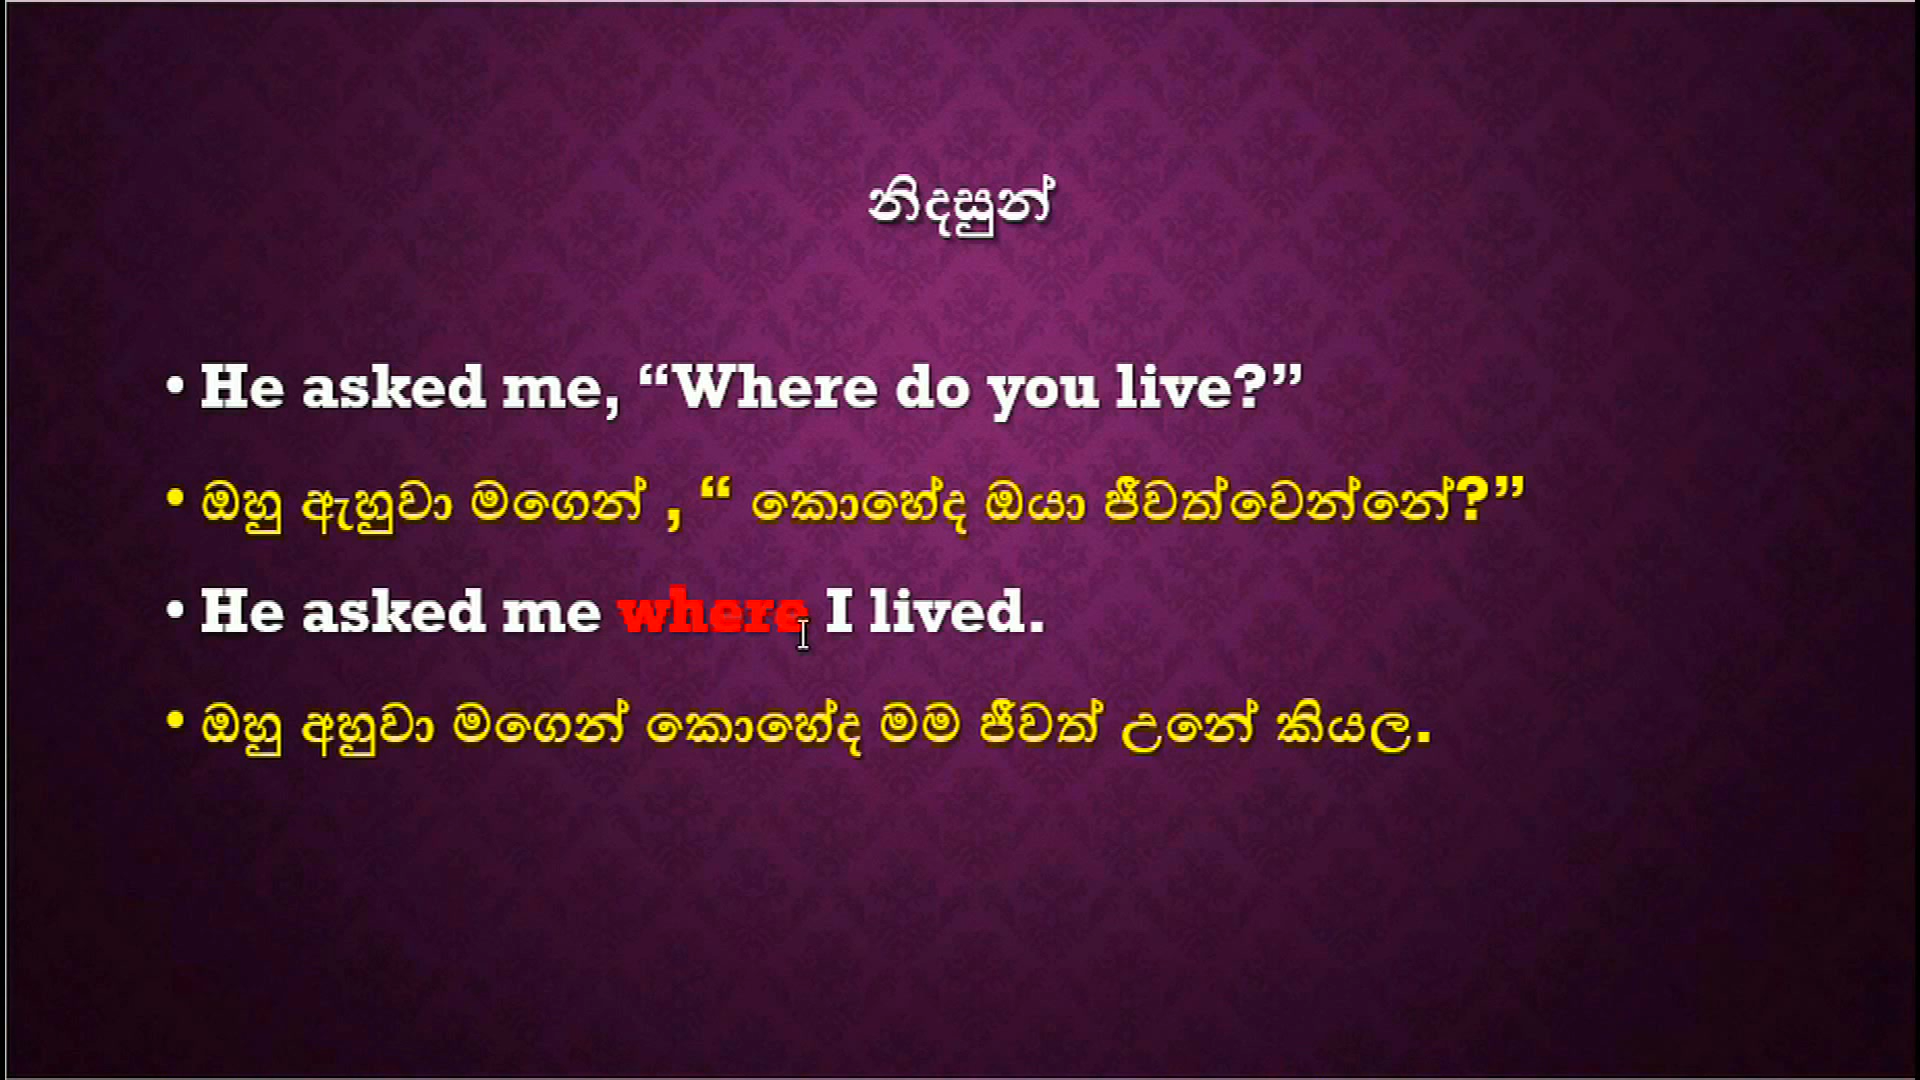 නිදසුන්
• He asked me, “Where do you live?”
• ඔහු ඇහුවා මගෙන් , “ කොහේද ඔයා ජීවත්වෙන්නේ?”
• He asked me where I lived.
• ඔහු අහුවා මගෙන් කොහේද මම ජීවත් උනේ කියල.